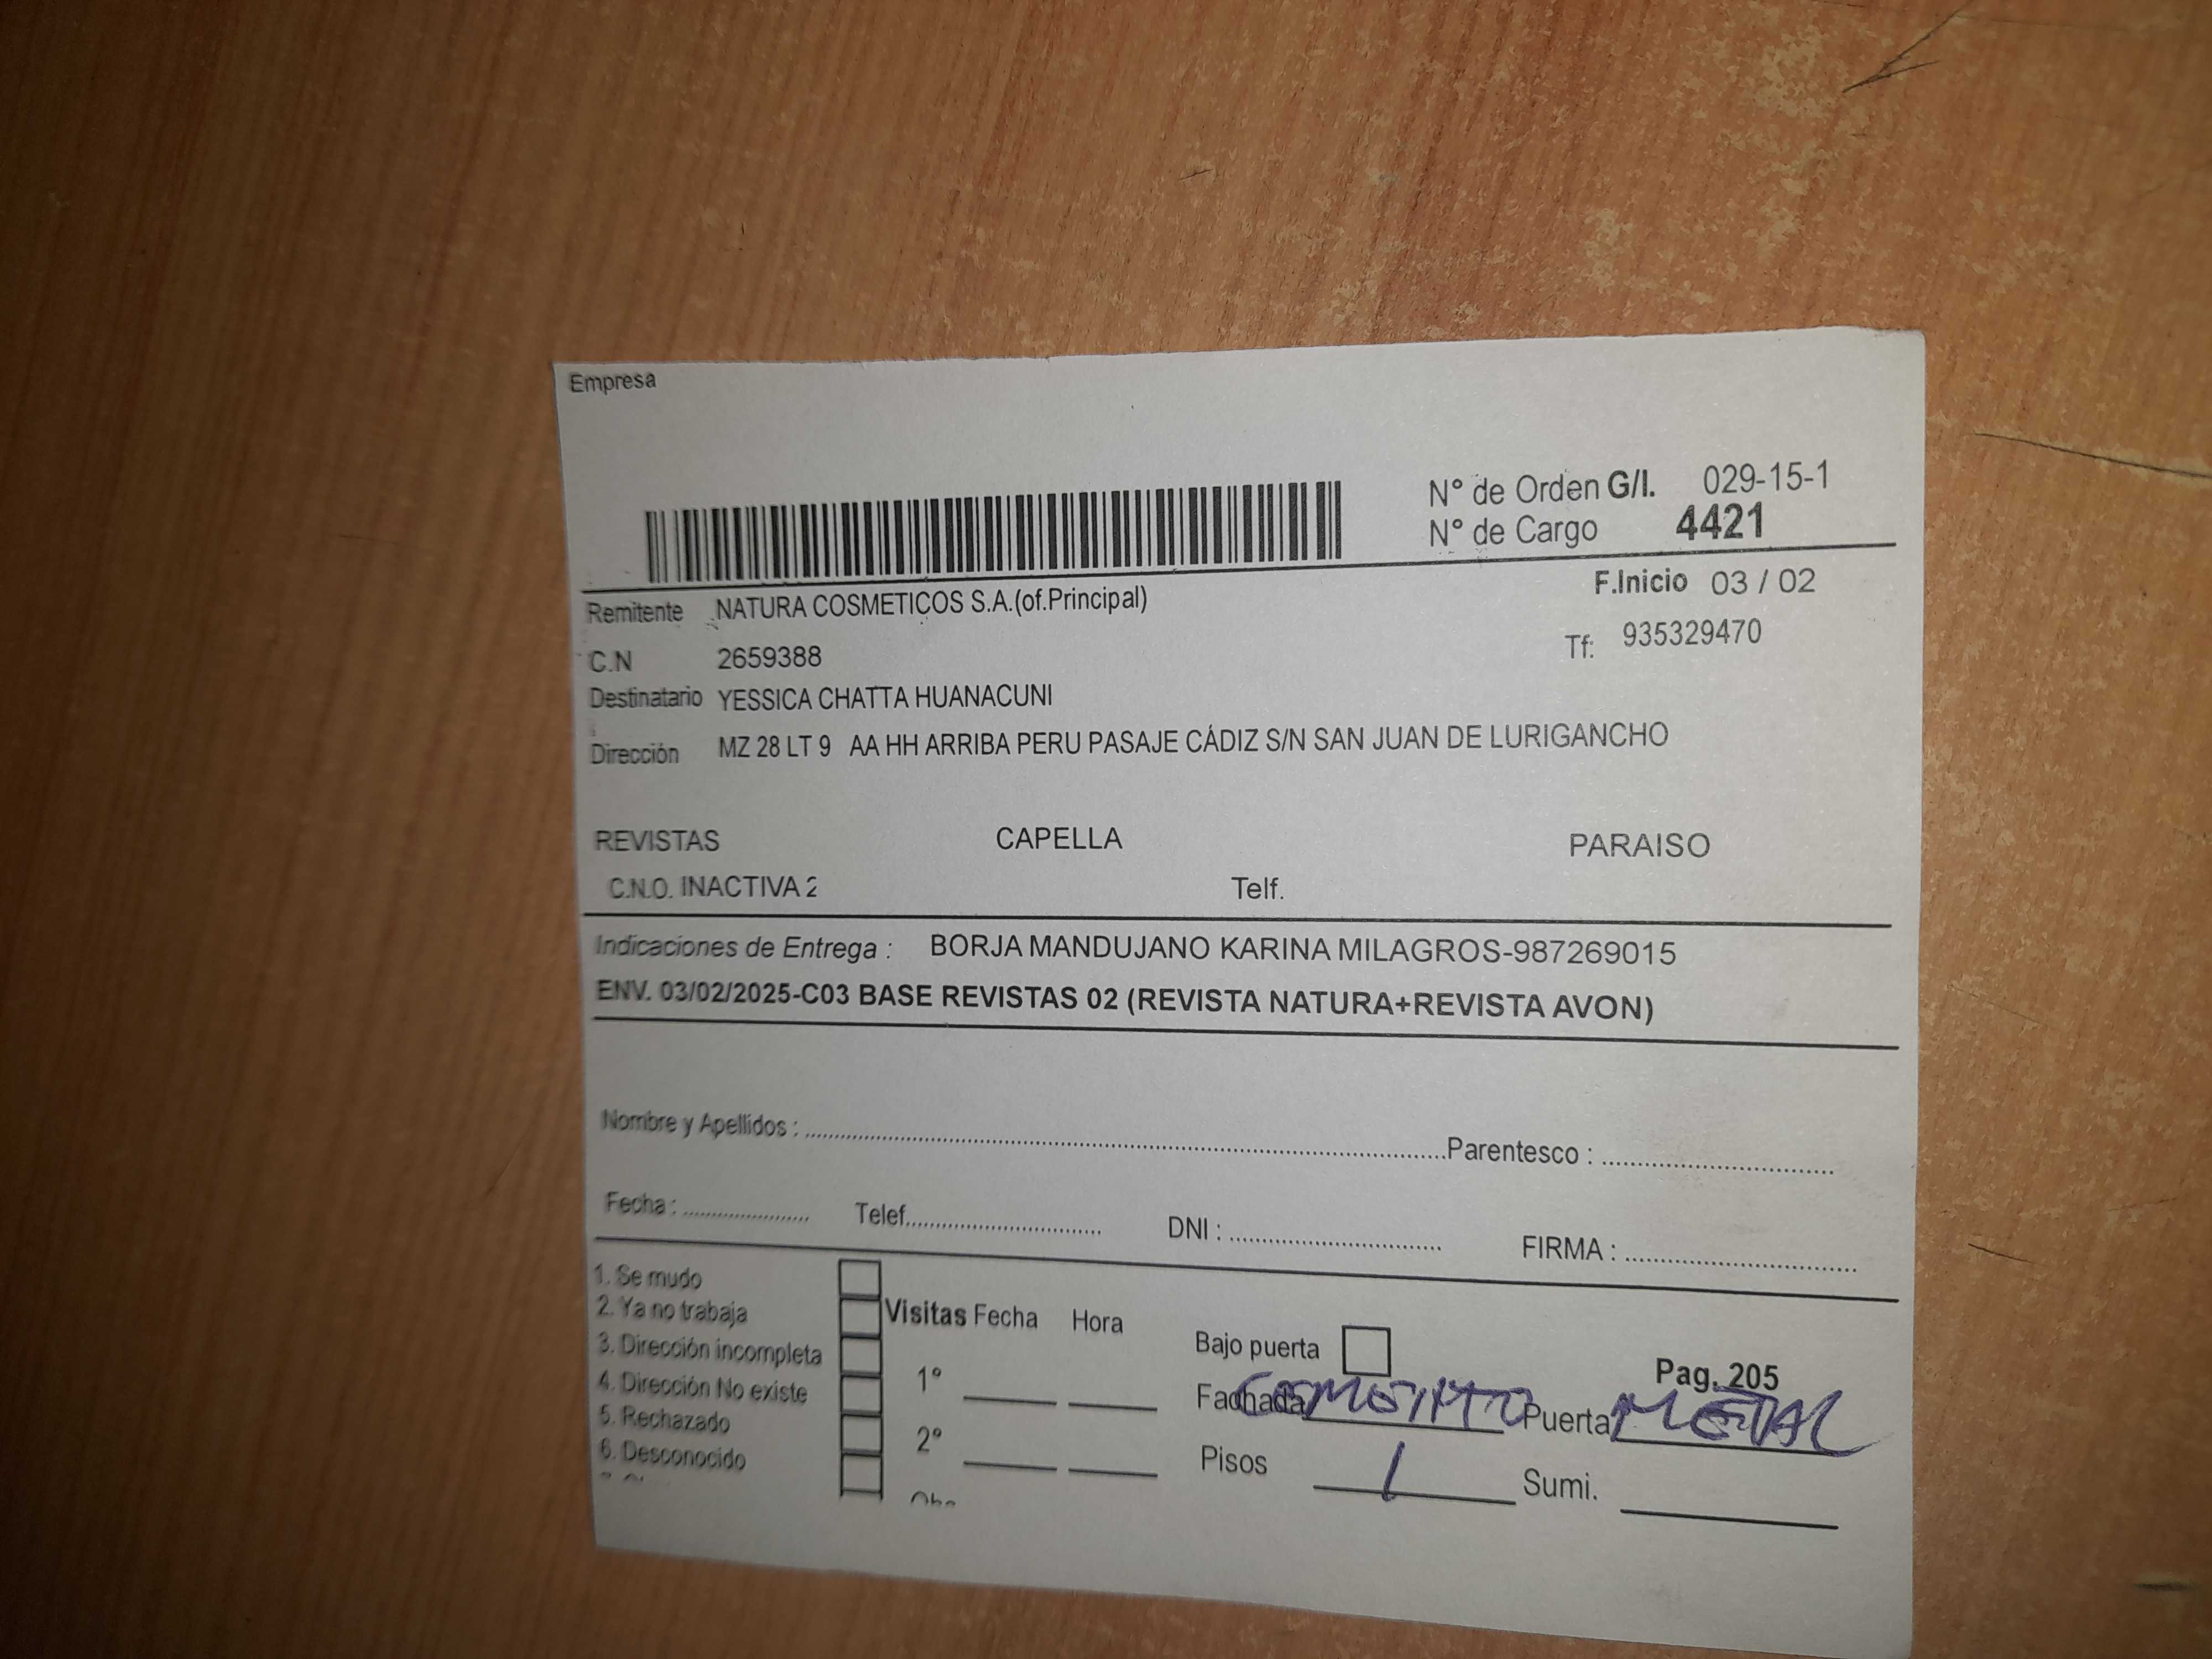 Empresa
N° de Orden G/I. 029-15-1
N° de Cargo 4421
F.Inicio 03 / 02
Remitente NATURA COSMETICOS S.A.(of.Principal)
Tf: 935329470
C.N 2659388
Destinatario YESSICA CHATTA HUANACUNI
Dirección MZ 28 LT 9 AA HH ARRIBA PERU PASAJE CÁDIZ S/N SAN JUAN DE LURIGANCHO
REVISTAS CAPELLA PARAISO
C.N.O. INACTIVA 2 Telf.
Indicaciones de Entrega : BORJA MANDUJANO KARINA MILAGROS-987269015
ENV. 03/02/2025-C03 BASE REVISTAS 02 (REVISTA NATURA+REVISTA AVON)
Nombre y Apellidos : Parentesco :
Fecha : Telef. DNI : FIRMA :
1. Se mudo
2. Ya no trabaja
3. Dirección incompleta
4. Dirección No existe
5. Rechazado
6. Desconocido
Visitas Fecha Hora
1°
2°
Bajo puerta
Pag. 205
Fachada Puerta METAL
Pisos 1 Sumi.